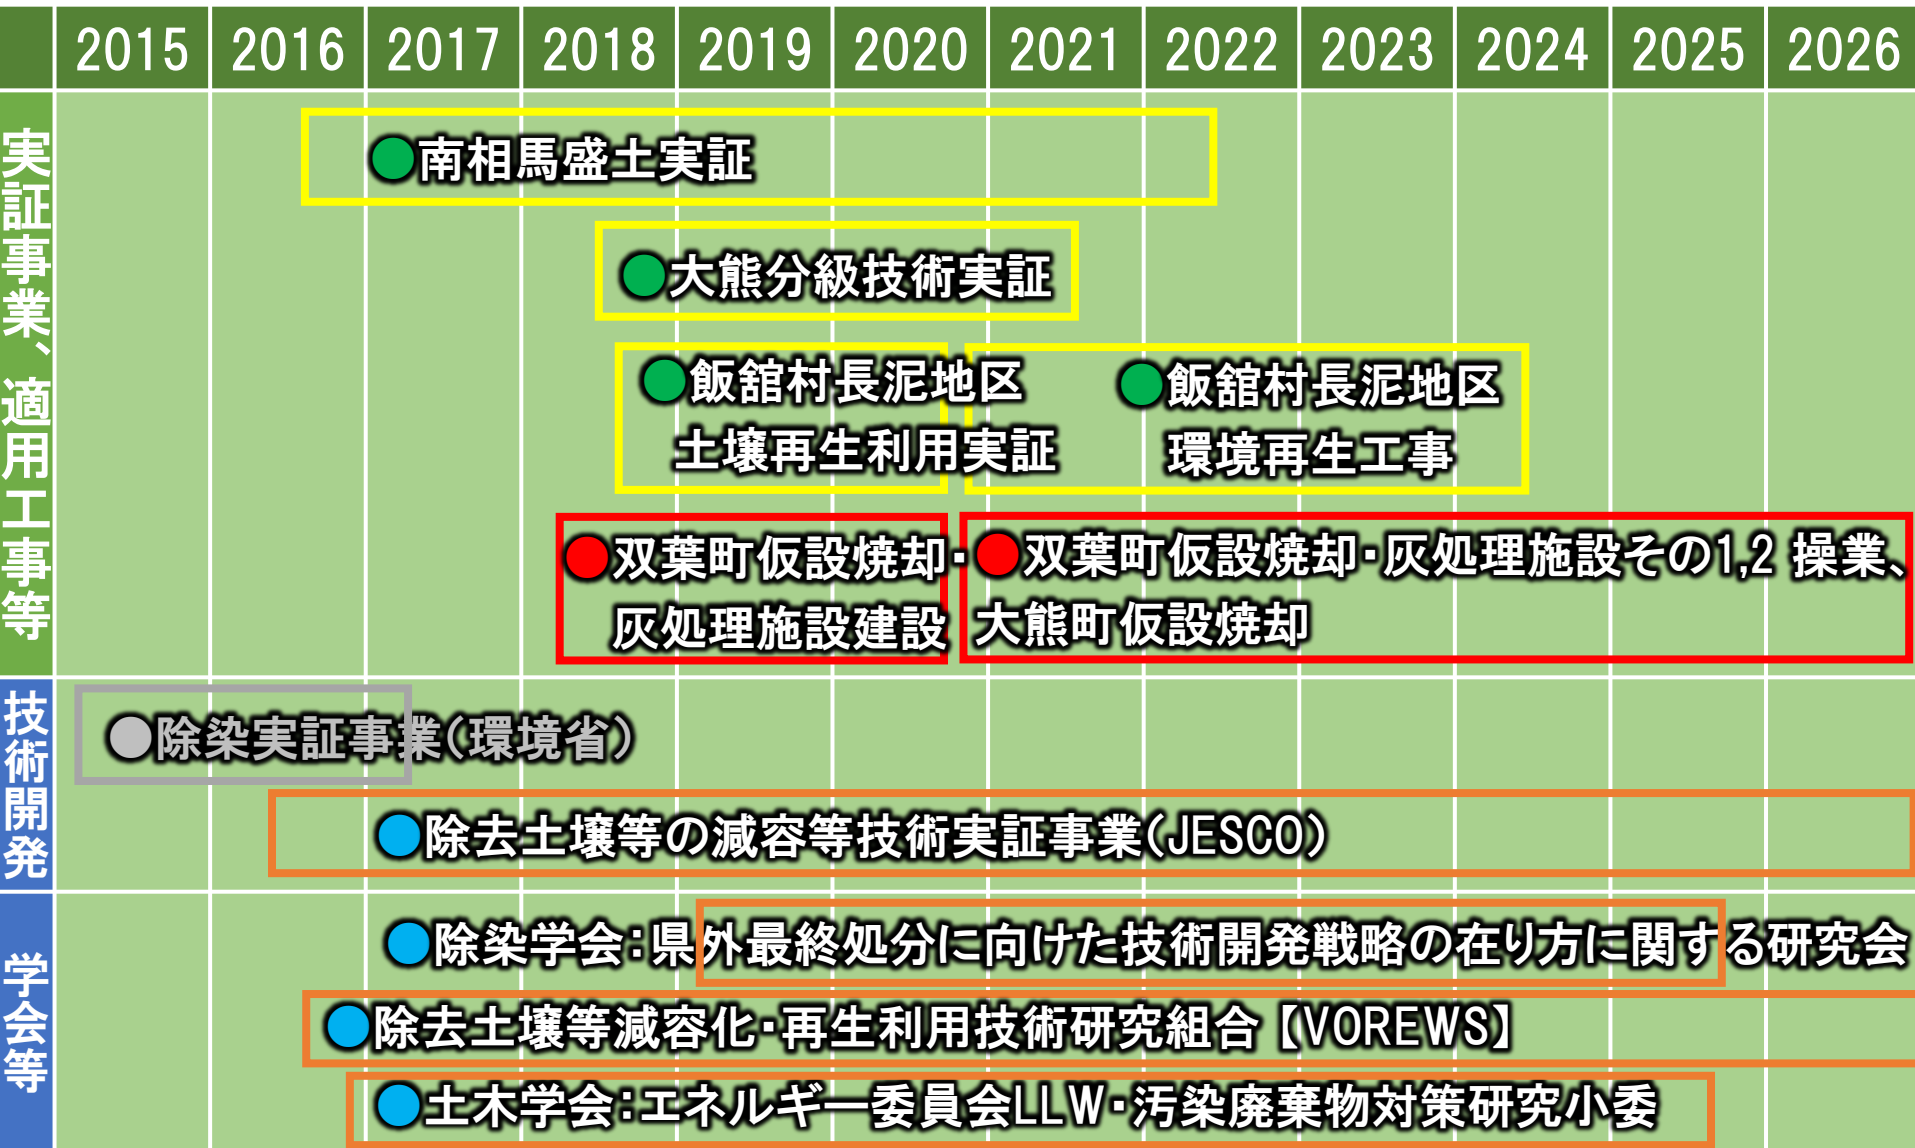 2015 2016 2017 2018 2019 2020 2021 2022 2023 2024 2025 2026
実証事業、適用工事等
●南相馬盛土実証
●大熊分級技術実証
●飯舘村長泥地区
土壌再生利用実証
●飯舘村長泥地区
環境再生工事
●双葉町仮設焼却・
灰処理施設建設
●双葉町仮設焼却・灰処理施設その1,2 操業、
大熊町仮設焼却
技術開発
●除染実証事業(環境省)
●除去土壌等の減容等技術実証事業(JESCO)
学会等
●除染学会:県外最終処分に向けた技術開発戦略の在り方に関する研究会
●除去土壌等減容化・再生利用技術研究組合【VOREWS】
●土木学会:エネルギー委員会LLW・汚染廃棄物対策研究小委